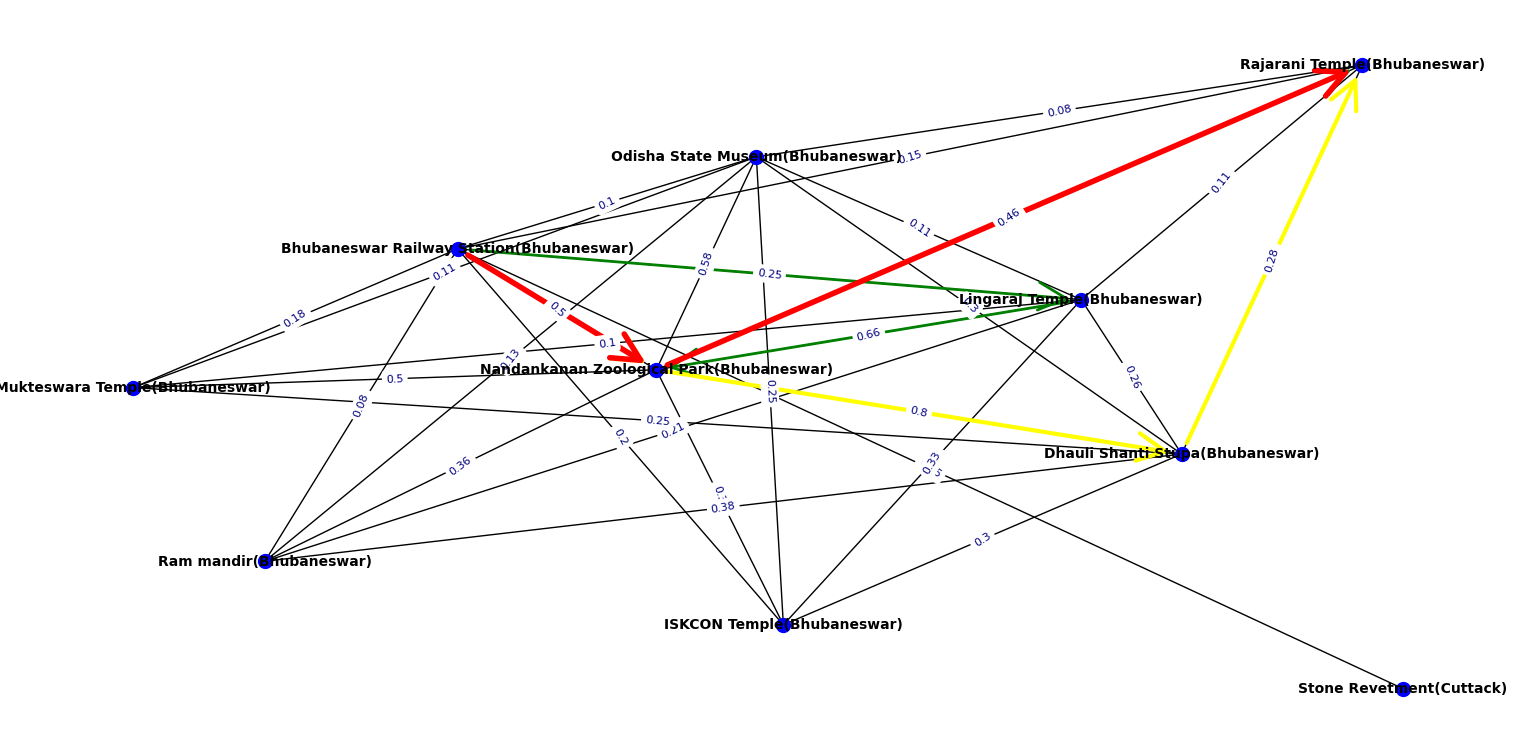 Rajarani Temple(Bhubaneswar)
0.08
Odisha State Museum(Bhubaneswar)
0.15
0.11
0.1
0.46
0.11
Bhubaneswar Railway Station(Bhubaneswar)
0.28
0.58
0.11
0.25
Lingaraj Temple(Bhubaneswar)
0.5
0.18
0.66
0.1
0.13
Nandankanan Zoological Park(Bhubaneswar)
0.26
0.5
Mukteswara Temple(Bhubaneswar)
0.25
0.08
0.8
0.25
0.21
0.2
Dhauli Shanti Stupa(Bhubaneswar)
0.36
0.33
0.38
0.3
Ram mandir(Bhubaneswar)
ISKCON Temple(Bhubaneswar)
Stone Revetment(Cuttack)